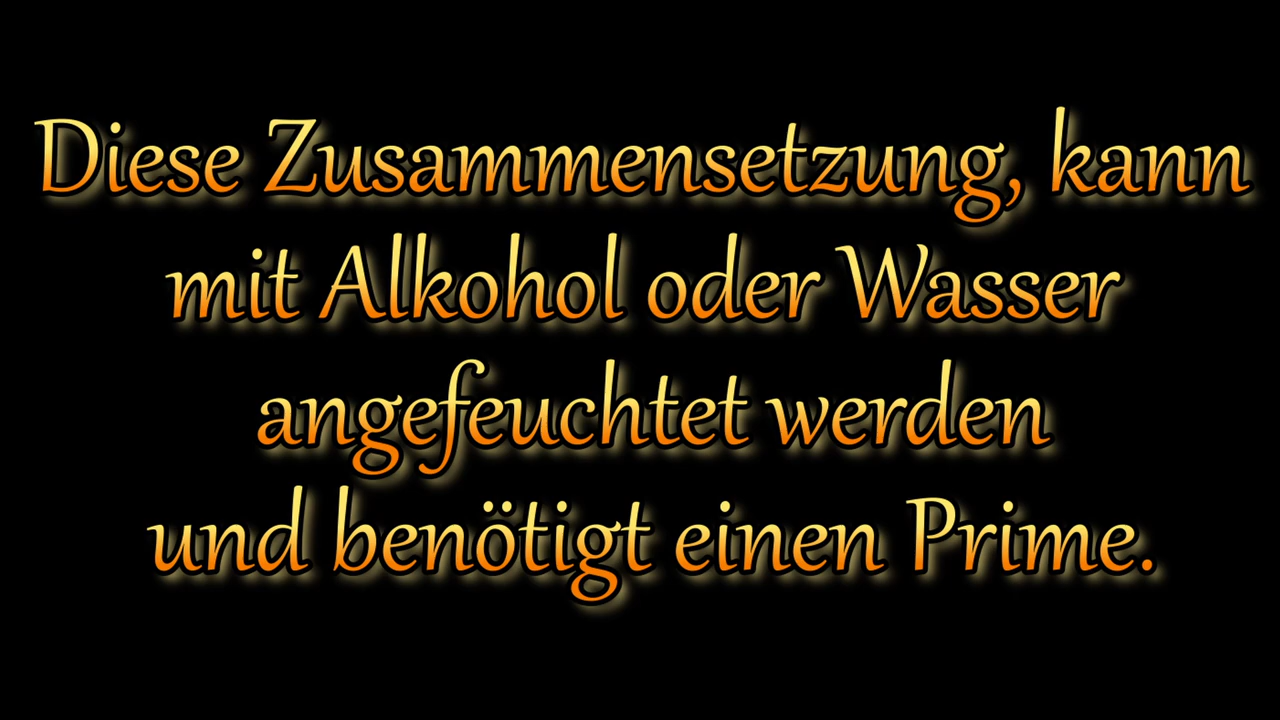 Diese Zusammensetzung, kann
mit Alkohol oder Wasser
angefeuchtet werden
und benötigt einen Prime.